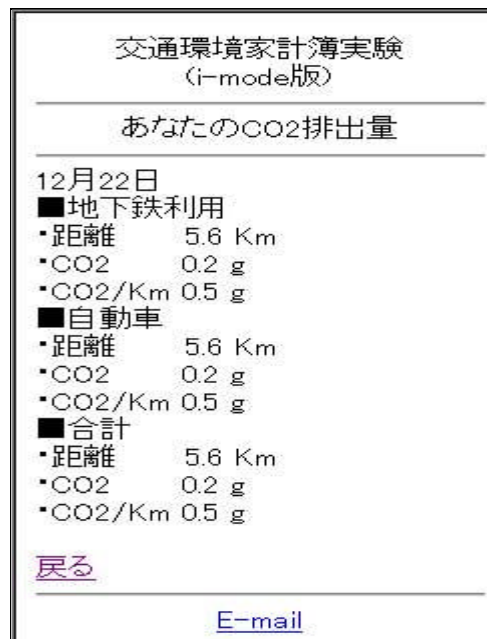 交通環境家計簿実験
(i-mode版)
あなたのCO2排出量
12月22日
■地下鉄利用
・距離 5.6 Km
・CO2 0.2 g
・CO2/Km 0.5 g
■自動車
・距離 5.6 Km
・CO2 0.2 g
・CO2/Km 0.5 g
■合計
・距離 5.6 Km
・CO2 0.2 g
・CO2/Km 0.5 g
戻る
E-mail